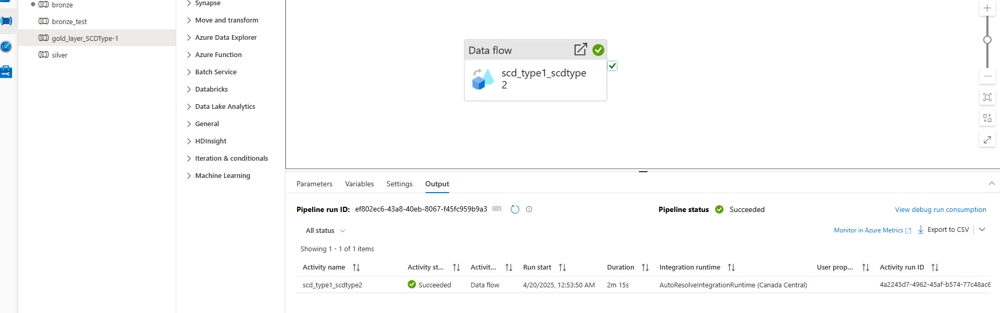 bronze
bronze_test
gold_layer_SCDType-1
silver
Synapse
Move and transform
Azure Data Explorer
Azure Function
Batch Service
Databricks
Data Lake Analytics
General
HDInsight
Iteration & conditionals
Machine Learning
Data flow
scd_type1_scdtype
2
Parameters Variables Settings Output
Pipeline run ID: ef802ec6-43a8-40eb-8067-f45fc959b9a3 [@] Pipeline status Succeeded View debug run consumption
All status Monitor in Azure Metrics Export to CSV
Showing 1 - 1 of 1 items
Activity name Activity st... Activit... Run start Duration Integration runtime User prop... Activity run ID
scd_type1_scdtype2 Succeeded Data flow 4/20/2025, 12:53:50 AM 2m 15s AutoResolveIntegrationRuntime (Canada Central) 4a2245d7-4962-45af-b574-77c48ac6